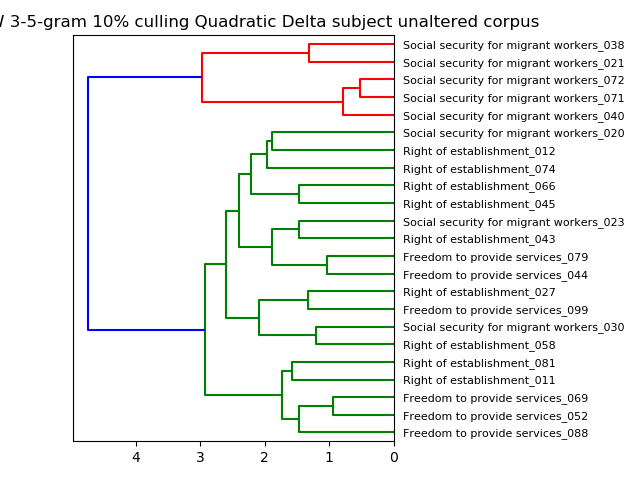 3-5-gram 10% culling Quadratic Delta subject unaltered corpus
Social security for migrant workers_038
Social security for migrant workers_021
Social security for migrant workers_072
Social security for migrant workers_071
Social security for migrant workers_040
Social security for migrant workers_020
Right of establishment_012
Right of establishment_074
Right of establishment_066
Right of establishment_045
Social security for migrant workers_023
Right of establishment_043
Freedom to provide services_079
Freedom to provide services_044
Right of establishment_027
Freedom to provide services_099
Social security for migrant workers_030
Right of establishment_058
Right of establishment_081
Right of establishment_011
Freedom to provide services_069
Freedom to provide services_052
Freedom to provide services_088
4 3 2 1 0